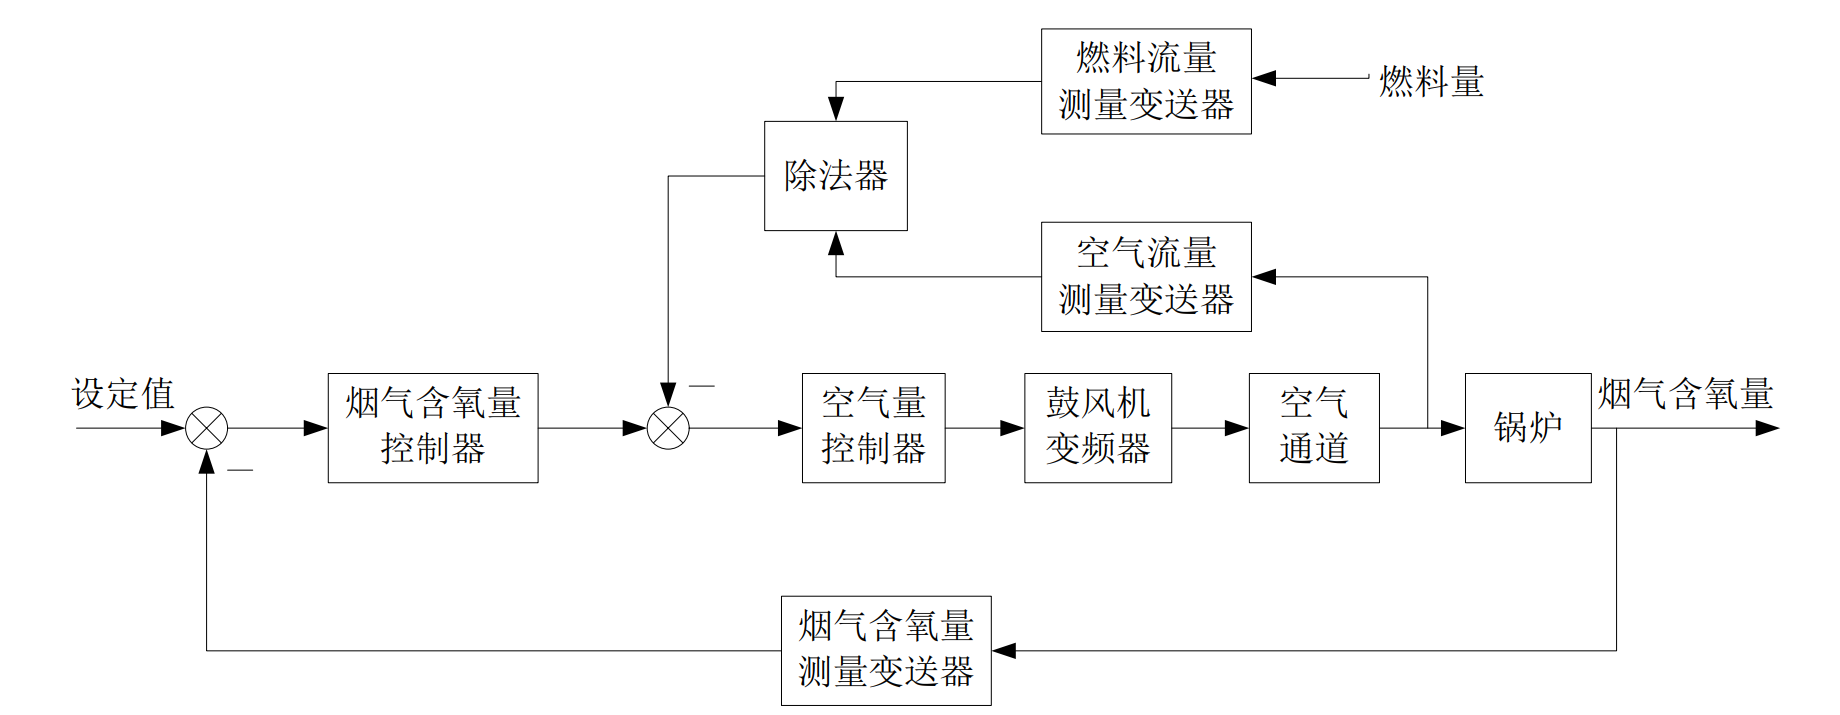 燃料流量
测量变送器
燃料量
除法器
空气流量
测量变送器
设定值
烟气含氧量
控制器
空气量
控制器
鼓风机
变频器
空气
通道
锅炉
烟气含氧量
烟气含氧量
测量变送器